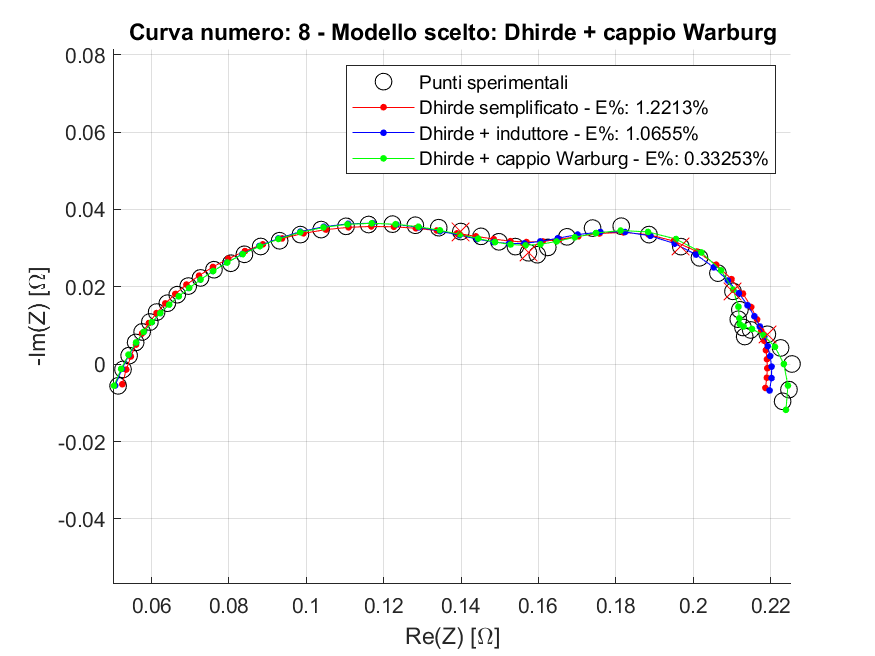 Curva numero: 8 - Modello scelto: Dhirde + cappio Warburg
0.08
0.06
0.04
0.02
0
-0.02
-0.04
-Im(Z) [Ω]
Punti sperimentali
Dhirde semplificato - E%: 1.2213%
Dhirde + induttore - E%: 1.0655%
Dhirde + cappio Warburg - E%: 0.33253%
0.06 0.08 0.1 0.12 0.14 0.16 0.18 0.2 0.22
Re(Z) [Ω]